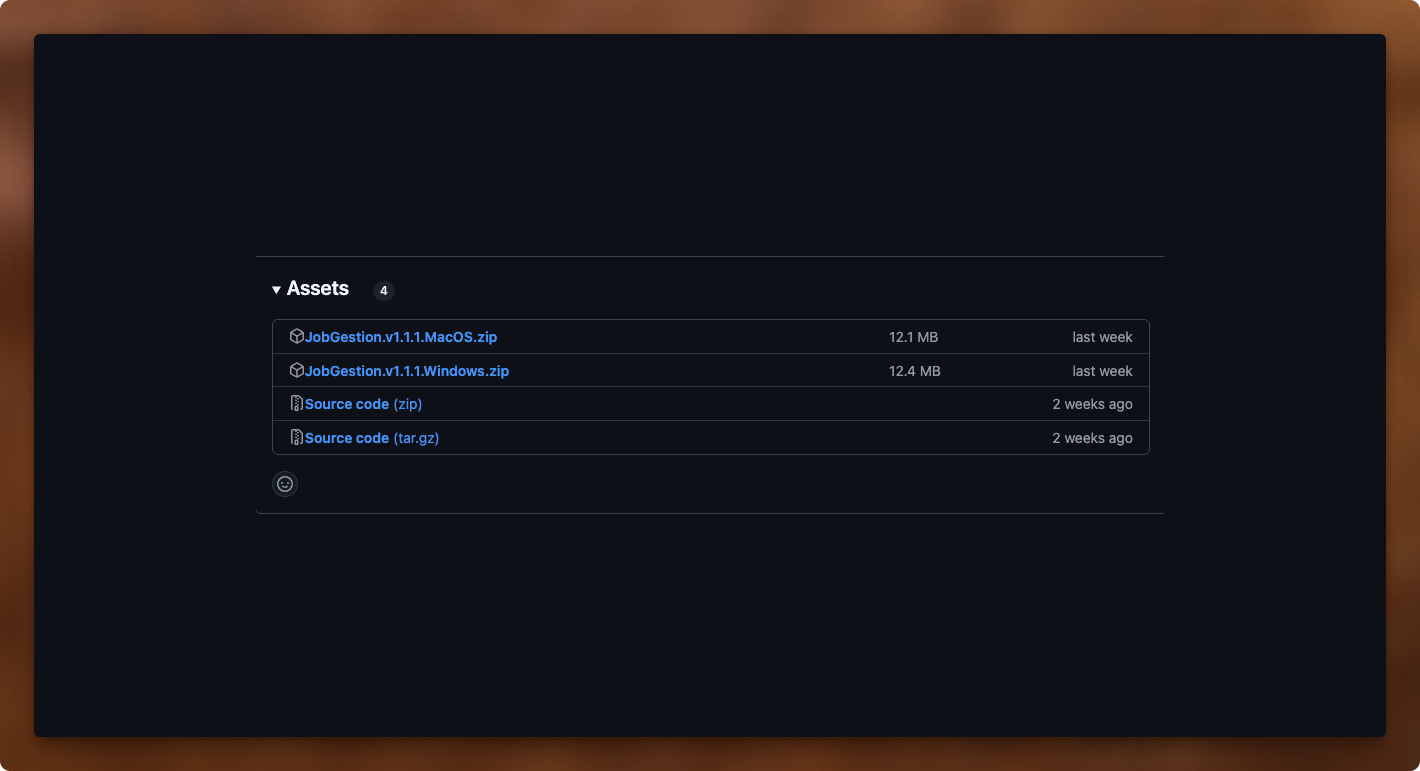 Assets 4
JobGestion.v1.1.1.MacOS.zip 12.1 MB last week
JobGestion.v1.1.1.Windows.zip 12.4 MB last week
Source code (zip) 2 weeks ago
Source code (tar.gz) 2 weeks ago